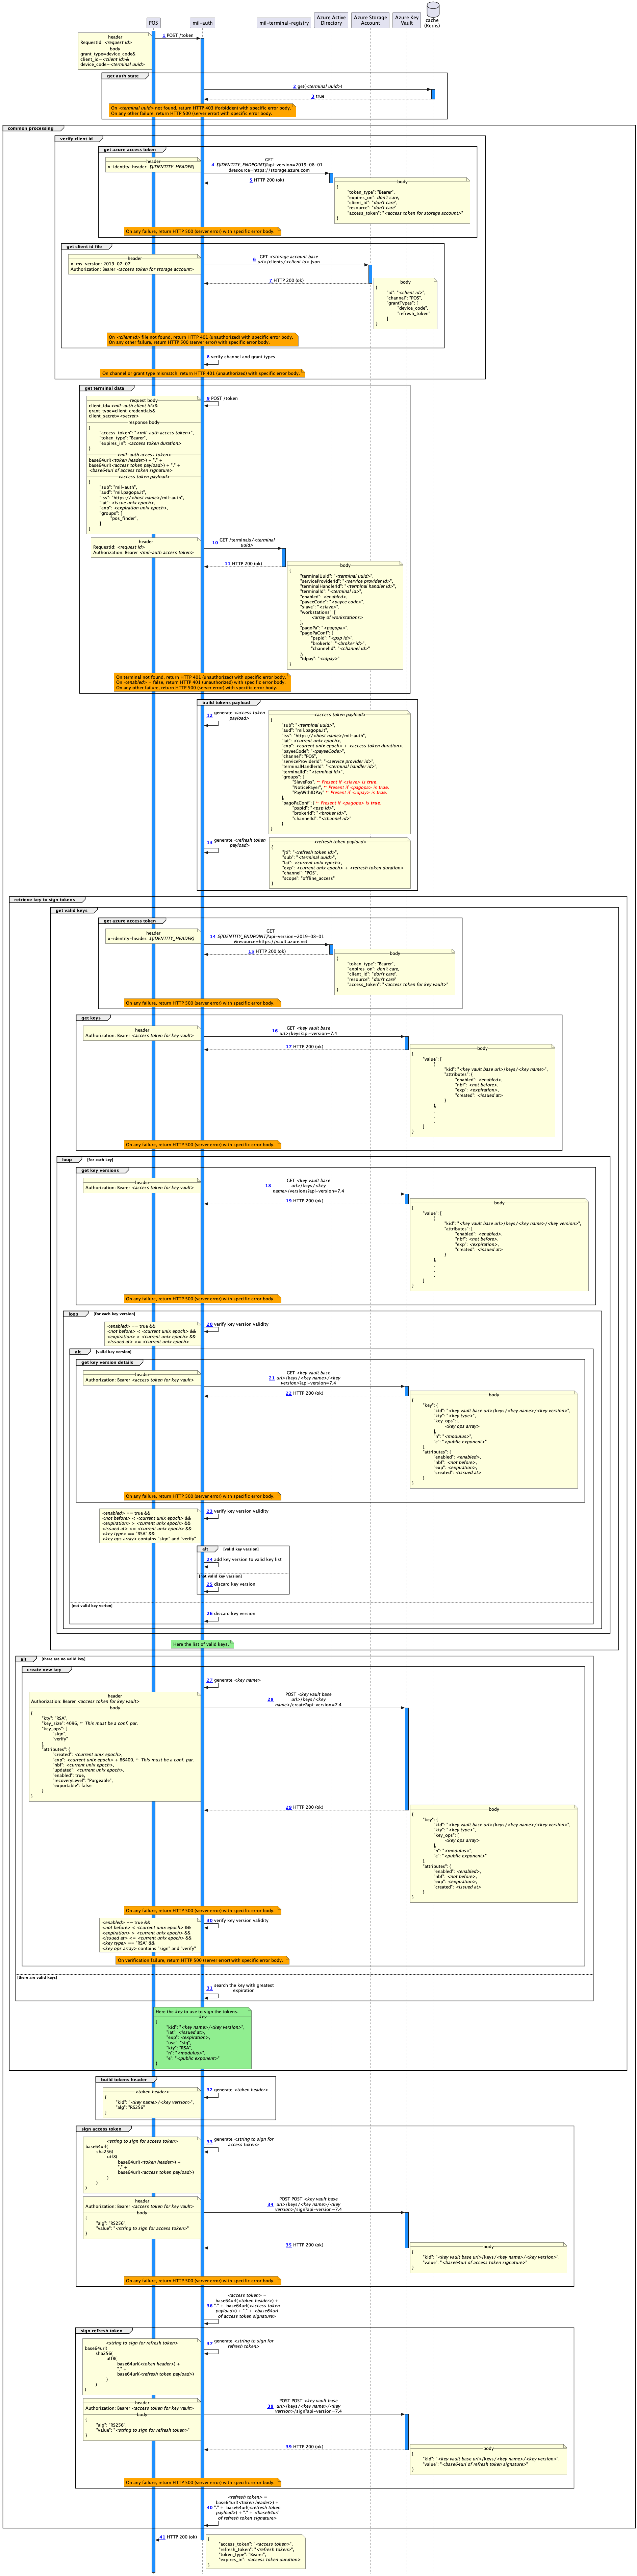 POS
mil-auth
mil-terminal-registry
Azure Active
Directory
Azure Storage
Account
Azure Key
Vault
cache
(Redis)
header
RequestId: <request id>
body
grant_type=device_code&
client_id=<client id>&
device_code=<terminal uuid>
1 POST /token
get auth state
2 get(<terminal uuid>)
3 true
On <terminal uuid> not found, return HTTP 403 (forbidden) with specific error body.
On any other failure, return HTTP 500 (server error) with specific error body.
common processing
verify client id
get azure access token
header
x-identity-header: $IDENTITY_HEADER)
GET
4 $IDENTITY_ENDPOINT]?api-version=2019-08-01
&resource=https://storage.azure.com
5 HTTP 200 (ok)
body
{
"token_type": "Bearer",
"expires_on": don't care,
"client_id": "don't care",
"resource": "don't care"
"access_token": "<access token for storage account>"
}
On any failure, return HTTP 500 (server error) with specific error body.
get client id file
header
x-ms-version: 2019-07-07
Authorization: Bearer <access token for storage account>
6 GET <storage account base
url>/clients/<client id>.json
7 HTTP 200 (ok)
body
{
"id": "<client id>",
"channel": "POS",
"grantTypes": [
"device_code",
"refresh_token"
]
}
On <client id> file not found, return HTTP 401 (unauthorized) with specific error body.
On any other failure, return HTTP 500 (server error) with specific error body.
8 verify channel and grant types
On channel or grant type mismatch, return HTTP 401 (unauthorized) with specific error body.
get terminal data
request body
client_id=<mil-auth client id>&
grant_type=client_credentials&
client_secret=<secret>
response body
{
"access_token": "<mil-auth access token>",
"token_type": "Bearer",
"expires_in": <access token duration>
}
<mil-auth access token>
base64url(<token header>) + "." +
base64url(<access token payload>) + "." +
<base64url of access token signature>
<access token payload>
{
"sub": "mil-auth",
"aud": "mil.pagopa.it",
"iss": "https://<host name>/mil-auth",
"iat": <issue unix epoch>,
"exp": <expiration unix epoch>,
"groups": [
"pos_finder",
]
}
9 POST /token
header
RequestId: <request id>
Authorization: Bearer <mil-auth access token>
10 GET /terminals/<terminal
uuid>
11 HTTP 200 (ok)
body
{
"terminalUuid": "<terminal uuid>",
"serviceProviderId": "<service provider id>",
"terminalHandlerId": "<terminal handler id>",
"terminalId": "<terminal id>",
"enabled": <enabled>,
"payeeCode": "<payee code>",
"slave": "<slave>",
"workstations": [
<array of workstations>
],
"pagoPa": "<pagopa>",
"pagoPaConf": {
"pspId": "<psp id>",
"brokerId": "<broker id>",
"channelId": "<channel id>"
},
"idpay": "<idpay>"
}
On terminal not found, return HTTP 401 (unauthorized) with specific error body.
On <enabled> = false, return HTTP 401 (unauthorized) with specific error body.
On any other failure, return HTTP 500 (server error) with specific error body.
build tokens payload
12 generate <access token
payload>
<access token payload>
{
"sub": "<terminal uuid>",
"aud": "mil.pagopa.it",
"iss": "https://<host name>/mil-auth",
"iat": <current unix epoch>,
"exp": <current unix epoch> + <access token duration>,
"payeeCode": "<payeeCode>",
"channel": "POS",
"serviceProviderId": "<service provider id>",
"terminalHandlerId": "<terminal handler id>",
"terminalId": "<terminal id>",
"groups": [
"SlavePos", ← Present if <slave> is true.
"NoticePayer", ← Present if <pagopa> is true.
"PayWithIDPay" ← Present if <idpay> is true.
],
"pagoPaConf": { ← Present if <pagopa> is true.
"pspId": "<psp id>",
"brokerId": "<broker id>",
"channelId": "<channel id>"
}
}
13 generate <refresh token
payload>
<refresh token payload>
{
"jti": "<refresh token id>",
"sub": "<terminal uuid>",
"iat": <current unix epoch>,
"exp": <current unix epoch> + <refresh token duration>
"channel": "POS",
"scope": "offline_access"
}
retrieve key to sign tokens
get valid keys
get azure access token
header
x-identity-header: $IDENTITY_HEADER)
GET
14 $IDENTITY_ENDPOINT]?api-version=2019-08-01
&resource=https://vault.azure.net
15 HTTP 200 (ok)
body
{
"token_type": "Bearer",
"expires_on": don't care,
"client_id": "don't care",
"resource": "don't care"
"access_token": "<access token for key vault>"
}
On any failure, return HTTP 500 (server error) with specific error body.
get keys
header
Authorization: Bearer <access token for key vault>
16 GET <key vault base
url>/keys?api-version=7.4
17 HTTP 200 (ok)
body
{
"value": [
{
"kid": "<key vault base url>/keys/<key name>",
"attributes": {
"enabled": <enabled>,
"nbf": <not before>,
"exp": <expiration>,
"created": <issued at>
}
},
.
.
.
]
}
On any failure, return HTTP 500 (server error) with specific error body.
loop [for each key]
get key versions
header
Authorization: Bearer <access token for key vault>
GET <key vault base
18 url>/keys/<key
name>/versions?api-version=7.4
19 HTTP 200 (ok)
body
{
"value": [
{
"kid": "<key vault base url>/keys/<key name>/<key version>",
"attributes": {
"enabled": <enabled>,
"nbf": <not before>,
"exp": <expiration>,
"created": <issued at>
}
},
.
.
.
]
}
On any failure, return HTTP 500 (server error) with specific error body.
loop [for each key version]
<enabled> == true &&
<not before> < <current unix epoch> &&
<expiration> > <current unix epoch> &&
<issued at> <= <current unix epoch>
20 verify key version validity
alt [valid key version]
get key version details
header
Authorization: Bearer <access token for key vault>
GET <key vault base
21 url>/keys/<key name>/<key
version>?api-version=7.4
22 HTTP 200 (ok)
body
{
"key": {
"kid": "<key vault base url>/keys/<key name>/<key version>",
"kty": "<key type>",
"key_ops": [
<key ops array>
],
"n": "<modulus>",
"e": "<public exponent>"
},
"attributes": {
"enabled": <enabled>,
"nbf": <not before>,
"exp": <expiration>,
"created": <issued at>
}
}
On any failure, return HTTP 500 (server error) with specific error body.
<enabled> == true &&
<not before> < <current unix epoch> &&
<expiration> > <current unix epoch> &&
<issued at> <= <current unix epoch> &&
<key type> == "RSA" &&
<key ops array> contains "sign" and "verify"
23 verify key version validity
alt [valid key version]
24 add key version to valid key list
[not valid key version]
25 discard key version
[not valid key verion]
26 discard key version
Here the list of valid keys.
alt [there are no valid key]
create new key
27 generate <key name>
header
Authorization: Bearer <access token for key vault>
body
{
"kty": "RSA",
"key_size": 4096, ← This must be a conf. par.
"key_ops": [
"sign",
"verify"
],
"attributes": {
"created": <current unix epoch>,
"exp": <current unix epoch> + 86400, ← This must be a conf. par.
"nbf": <current unix epoch>,
"updated": <current unix epoch>,
"enabled": true,
"recoveryLevel": "Purgeable",
"exportable": false
}
}
POST <key vault base
28 url>/keys/<key
name>/create?api-version=7.4
29 HTTP 200 (ok)
body
{
"key": {
"kid": "<key vault base url>/keys/<key name>/<key version>",
"kty": "<key type>",
"key_ops": [
<key ops array>
],
"n": "<modulus>",
"e": "<public exponent>"
},
"attributes": {
"enabled": <enabled>,
"nbf": <not before>,
"exp": <expiration>,
"created": <issued at>
}
}
On any failure, return HTTP 500 (server error) with specific error body.
<enabled> == true &&
<not before> < <current unix epoch> &&
<expiration> > <current unix epoch> &&
<issued at> <= <current unix epoch> &&
<key type> == "RSA" &&
<key ops array> contains "sign" and "verify"
30 verify key version validity
On verification failure, return HTTP 500 (server error) with specific error body.
[there are valid keys]
31 search the key with greatest
expiration
Here the key to use to sign the tokens.
key
{
"kid": "<key name>/<key version>",
"iat": <issued at>,
"exp": <expiration>,
"use": "sig",
"kty": "RSA",
"n": "<modulus>",
"e": "<public exponent>"
}
build tokens header
<token header>
{
"kid": "<key name>/<key version>",
"alg": "RS256"
}
32 generate <token header>
sign access token
<string to sign for access token>
base64url(
sha256(
utf8(
base64url(<token header>) +
"." +
base64url(<access token payload>)
)
)
)
33 generate <string to sign for
access token>
header
Authorization: Bearer <access token for key vault>
body
{
"alg": "RS256",
"value": "<string to sign for access token>"
}
POST POST <key vault base
34 url>/keys/<key name>/<key
version>/sign?api-version=7.4
35 HTTP 200 (ok)
body
{
"kid": "<key vault base url>/keys/<key name>/<key version>",
"value": "<base64url of access token signature>"
}
On any failure, return HTTP 500 (server error) with specific error body.
<access token> =
base64url(<token header>) +
36 "." + base64url(<access token
payload>) + "." + <base64url
of access token signature>
sign refresh token
<string to sign for refresh token>
base64url(
sha256(
utf8(
base64url(<token header>) +
"." +
base64url(<refresh token payload>)
)
)
)
37 generate <string to sign for
refresh token>
header
Authorization: Bearer <access token for key vault>
body
{
"alg": "RS256",
"value": "<string to sign for refresh token>"
}
POST POST <key vault base
38 url>/keys/<key name>/<key
version>/sign?api-version=7.4
39 HTTP 200 (ok)
body
{
"kid": "<key vault base url>/keys/<key name>/<key version>",
"value": "<base64url of refresh token signature>"
}
On any failure, return HTTP 500 (server error) with specific error body.
<refresh token> =
base64url(<token header>) +
40 "." + base64url(<refresh token
payload>) + "." + <base64url
of refresh token signature>
41 HTTP 200 (ok)
{
"access_token": "<access token>",
"refresh_token": "<refresh token>",
"token_type": "Bearer",
"expires_in": <access token duration>
}